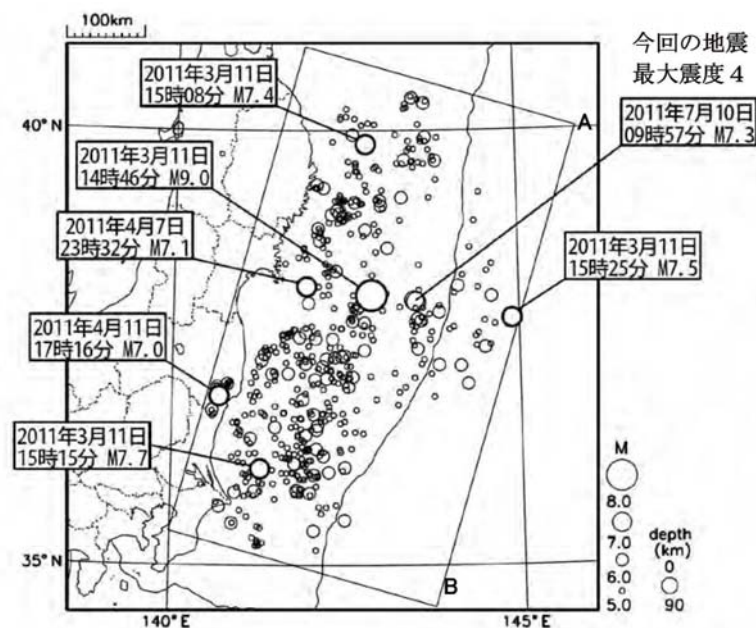 100km
今回の地震
最大震度4
2011年3月11日
15時08分 M7.4
2011年7月10日
09時57分 M7.3
40°N
A
2011年3月11日
14時46分 M9.0
2011年4月7日
23時32分 M7.1
2011年3月11日
15時25分 M7.5
2011年4月11日
17時16分 M7.0
2011年3月11日
15時15分 M7.7
M
8.0
7.0
6.0
5.0
depth
(km)
0
90
35°N
B
140°E
145°E